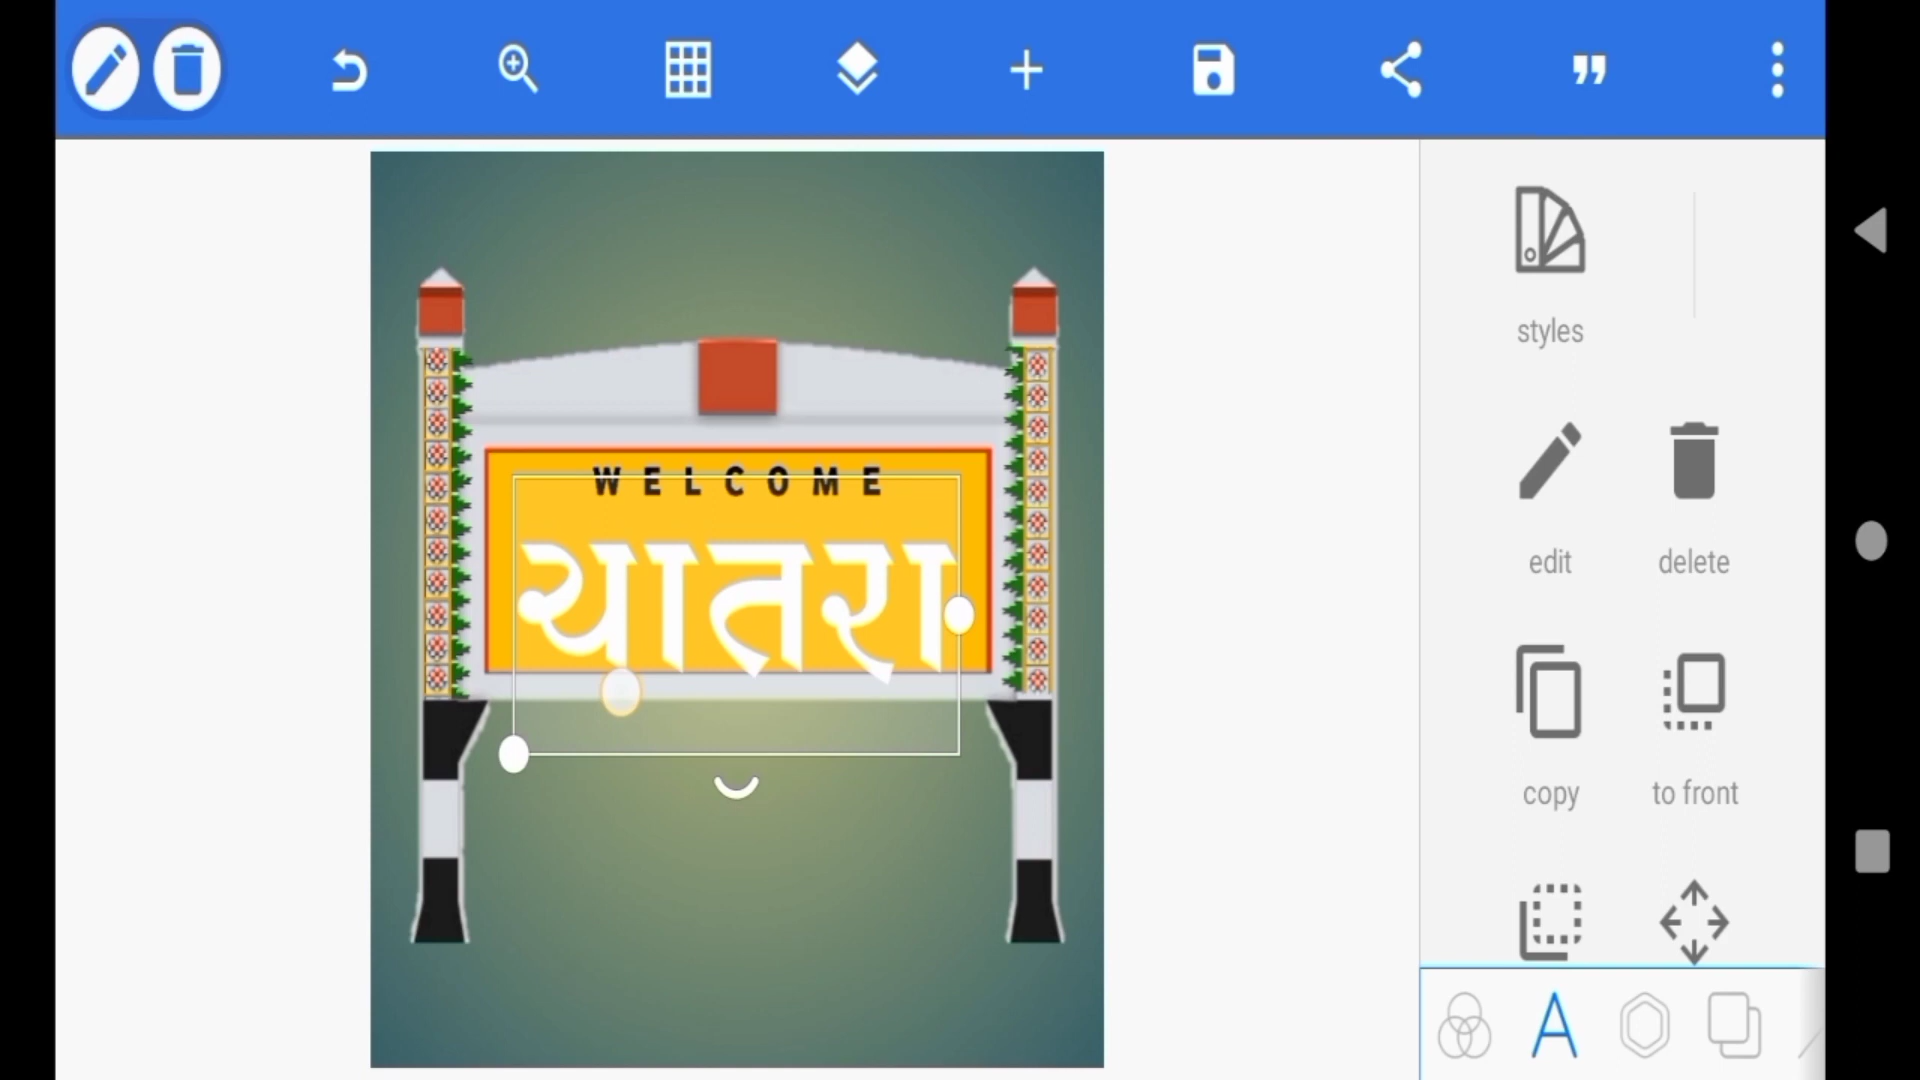 styles
WELCOME
edit
delete
यातरा
copy
to front